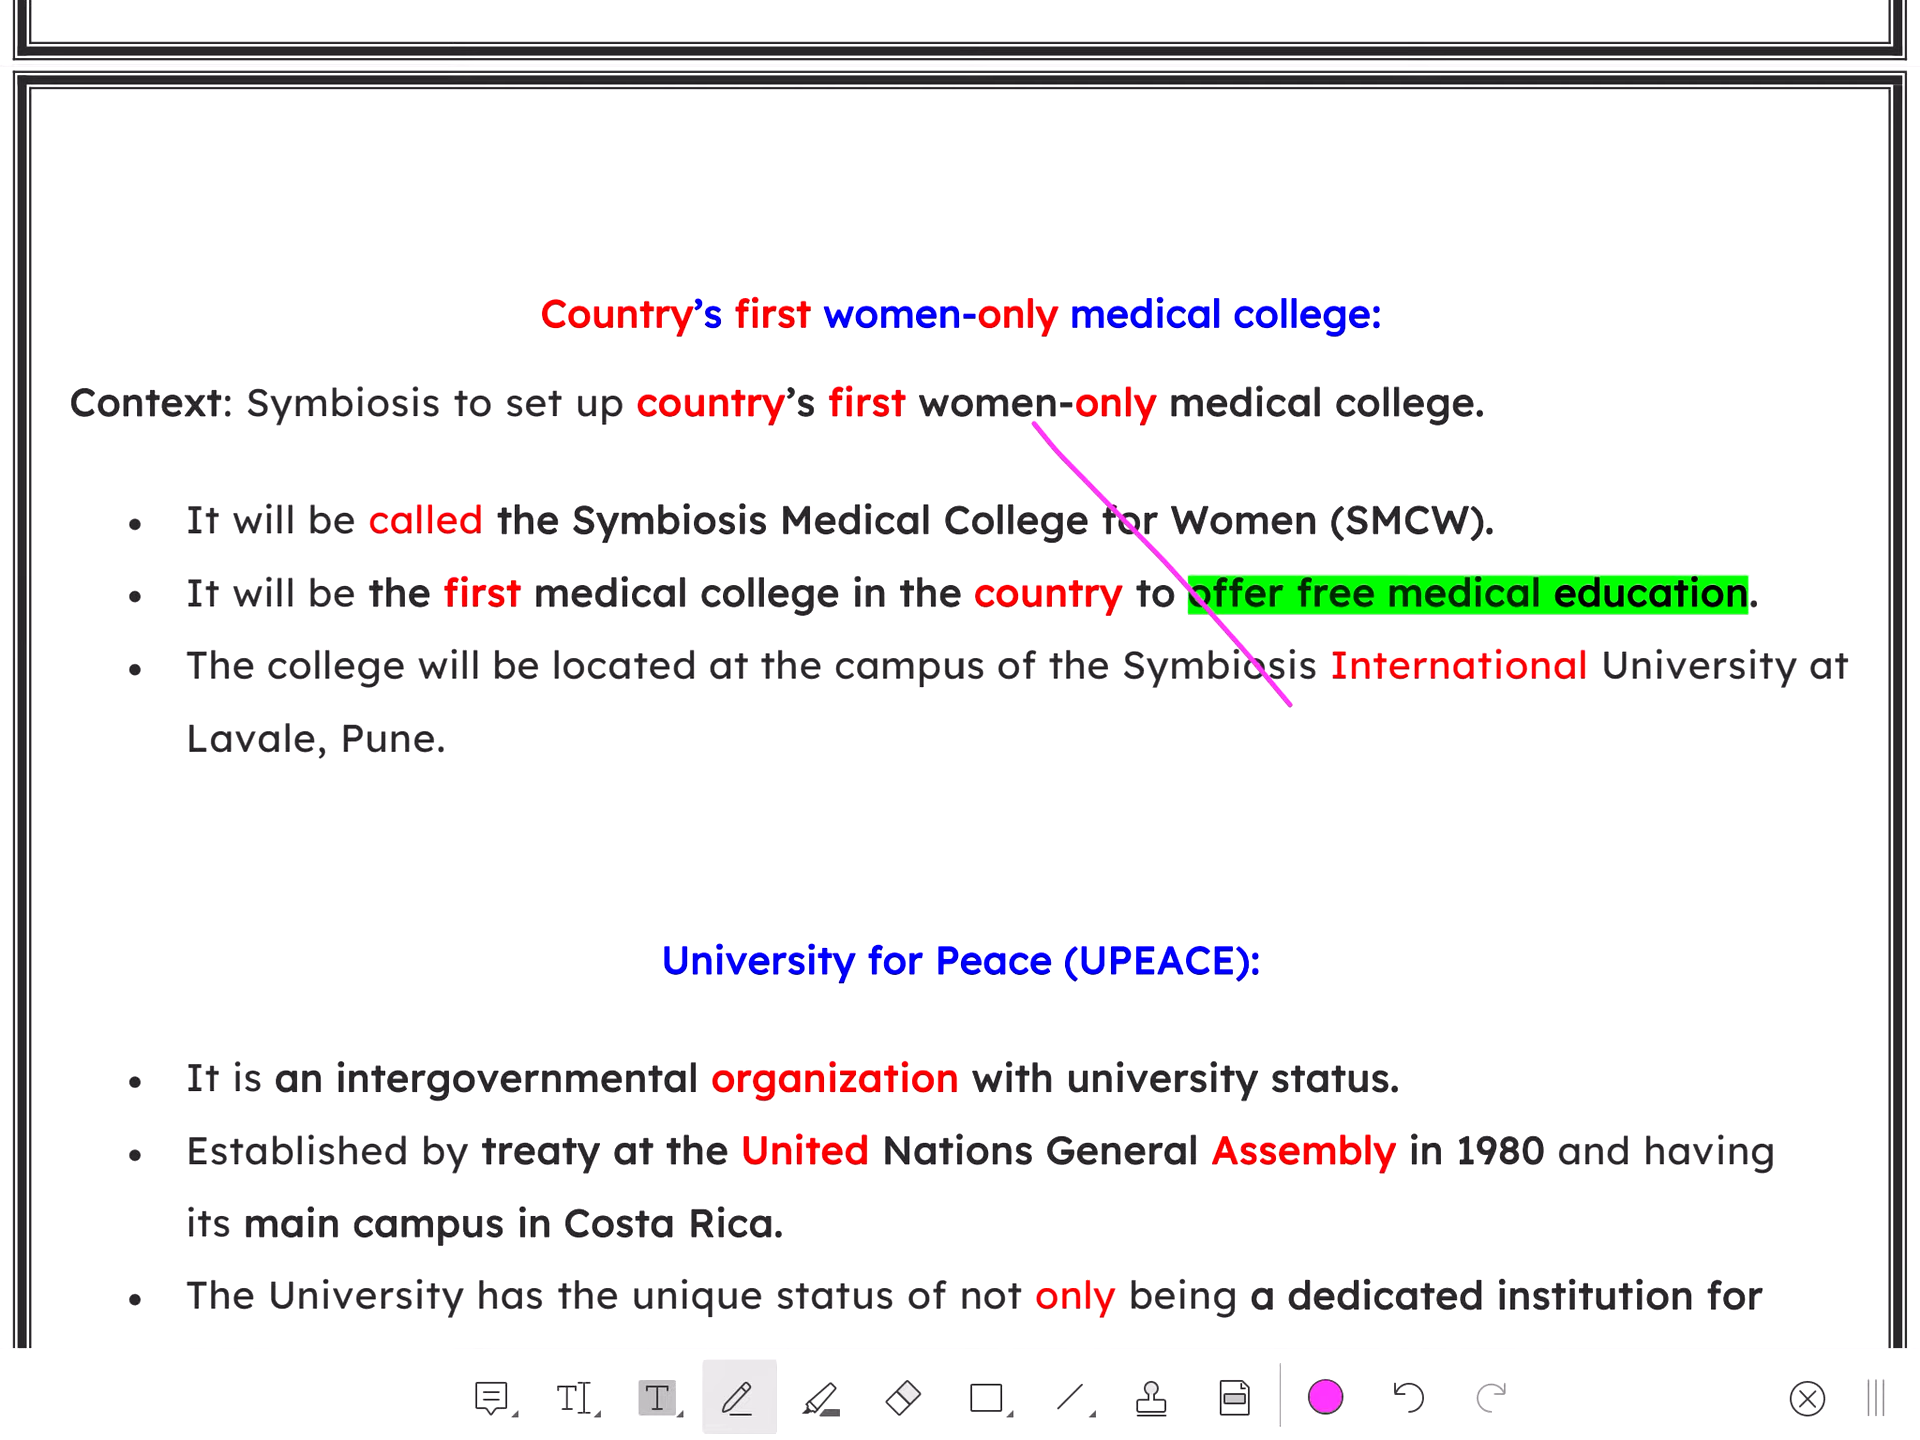 Country’s first women-only medical college:
Context: Symbiosis to set up country’s first women-only medical college.
• It will be called the Symbiosis Medical College for Women (SMCW).
• It will be the first medical college in the country to offer free medical education.
• The college will be located at the campus of the Symbiosis International University at
Lavale, Pune.
University for Peace (UPEACE):
• It is an intergovernmental organization with university status.
• Established by treaty at the United Nations General Assembly in 1980 and having
its main campus in Costa Rica.
• The University has the unique status of not only being a dedicated institution for